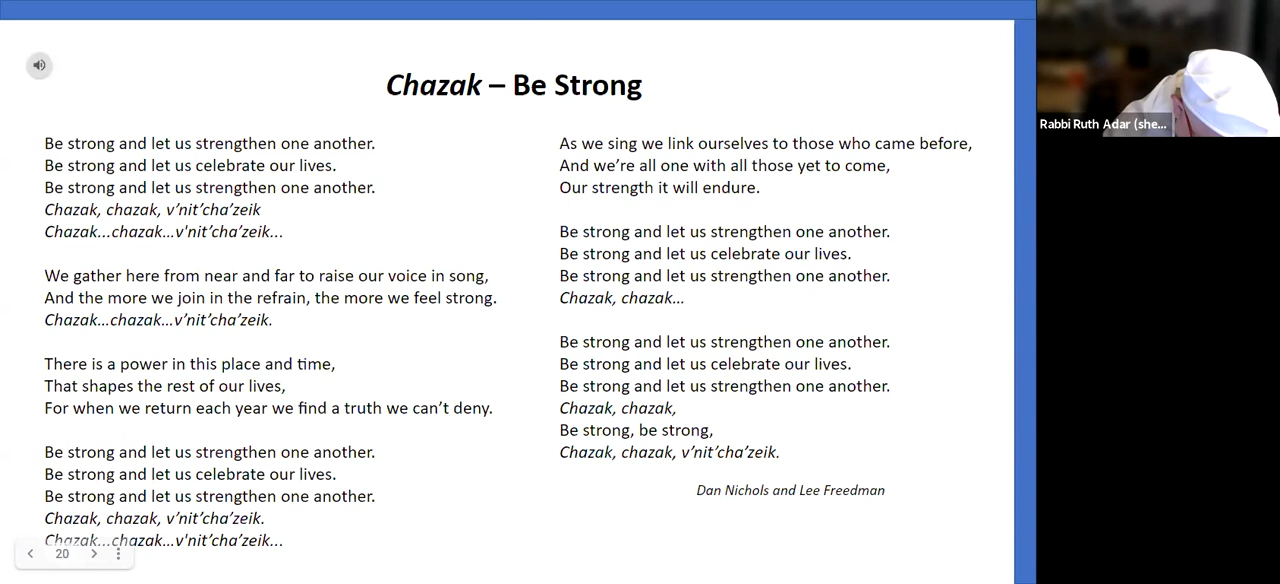 Chazak – Be Strong
Be strong and let us strengthen one another.
Be strong and let us celebrate our lives.
Be strong and let us strengthen one another.
Chazak, chazak, v’nit’cha’zeik
Chazak...chazak...v'nit’cha’zeik...
We gather here from near and far to raise our voice in song,
And the more we join in the refrain, the more we feel strong.
Chazak...chazak...v’nit’cha’zeik.
There is a power in this place and time,
That shapes the rest of our lives,
For when we return each year we find a truth we can’t deny.
Be strong and let us strengthen one another.
Be strong and let us celebrate our lives.
Be strong and let us strengthen one another.
Chazak, chazak, v’nit’cha’zeik.
Chazak...chazak...v'nit’cha’zeik...
As we sing we link ourselves to those who came before,
And we’re all one with all those yet to come,
Our strength it will endure.
Be strong and let us strengthen one another.
Be strong and let us celebrate our lives.
Be strong and let us strengthen one another.
Chazak, chazak...
Be strong and let us strengthen one another.
Be strong and let us celebrate our lives.
Be strong and let us strengthen one another.
Chazak, chazak,
Be strong, be strong,
Chazak, chazak, v’nit’cha’zeik.
Dan Nichols and Lee Freedman
20
Rabbi Ruth Adar (she...